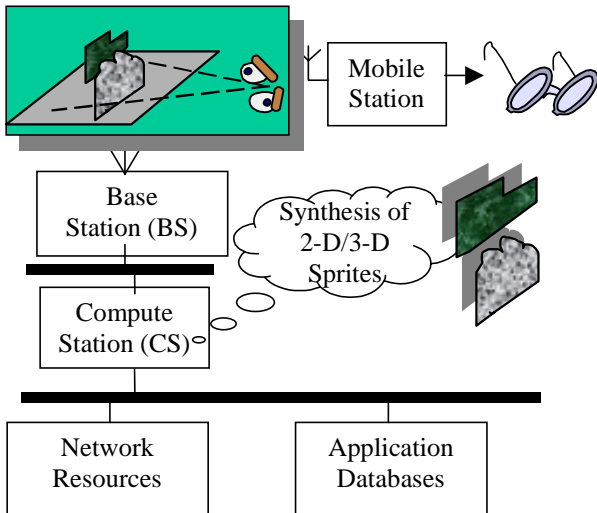 Mobile
Station
Base
Station (BS)
Synthesis of
2-D/3-D
Sprites
Compute
Station (CS)
Network
Resources
Application
Databases